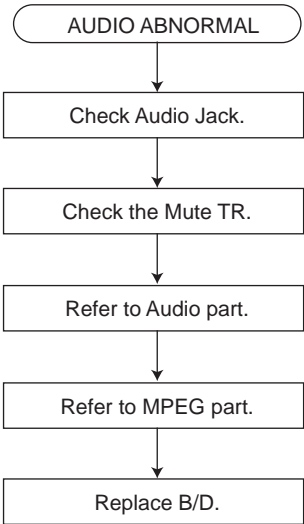 AUDIO ABNORMAL
Check Audio Jack.
Check the Mute TR.
Refer to Audio part.
Refer to MPEG part.
Replace B/D.